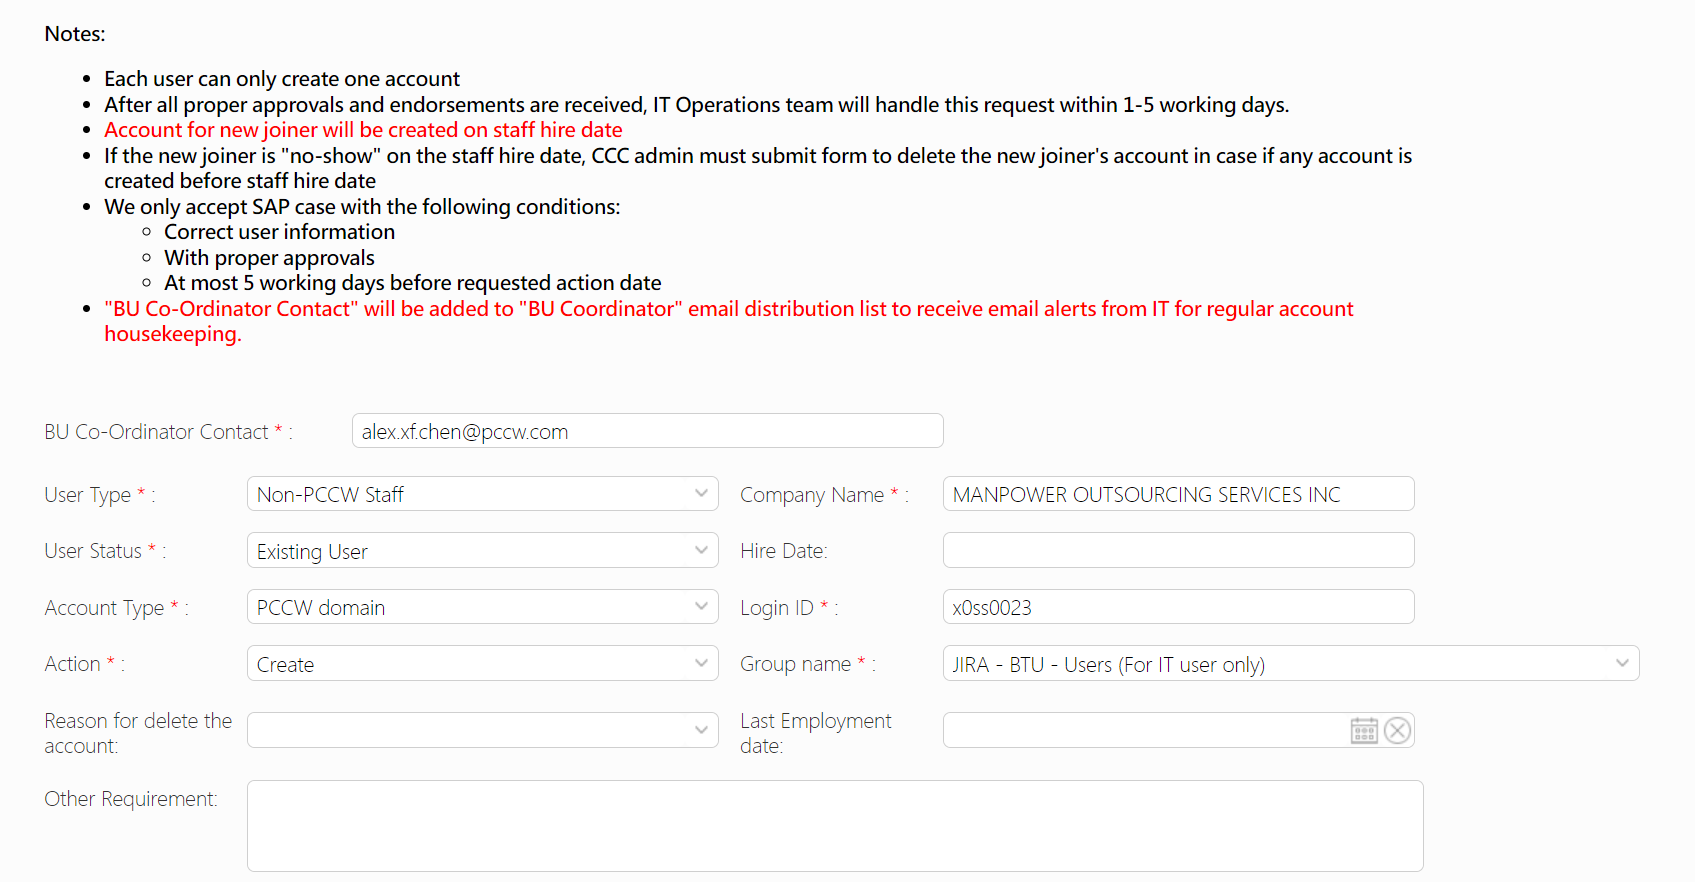 Notes:
Each user can only create one account
After all proper approvals and endorsements are received, IT Operations team will handle this request within 1-5 working days.
Account for new joiner will be created on staff hire date
If the new joiner is "no-show" on the staff hire date, CCC admin must submit form to delete the new joiner's account in case if any account is
created before staff hire date
We only accept SAP case with the following conditions:
Correct user information
With proper approvals
At most 5 working days before requested action date
"BU Co-Ordinator Contact" will be added to "BU Coordinator" email distribution list to receive email alerts from IT for regular account
housekeeping.
BU Co-Ordinator Contact * : alex.xf.chen@pccw.com
User Type * : Non-PCCW Staff Company Name * : MANPOWER OUTSOURCING SERVICES INC
User Status * : Existing User Hire Date:
Account Type * : PCCW domain Login ID * : x0ss0023
Action * : Create Group name * : JIRA - BTU - Users (For IT user only)
Reason for delete the
account:
Last Employment
date:
Other Requirement: